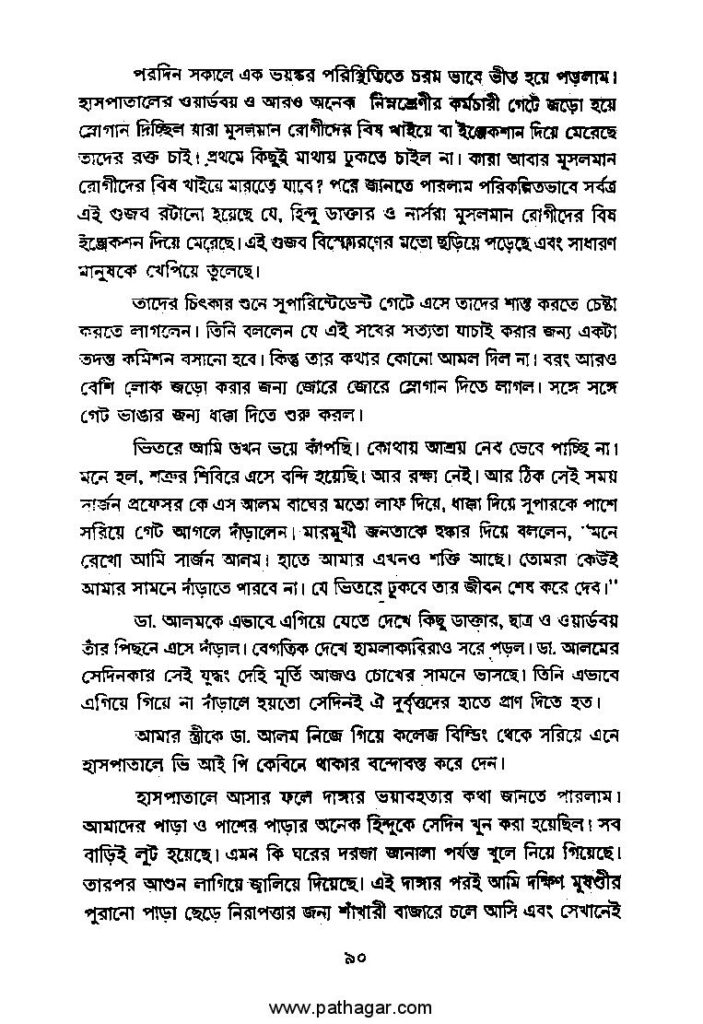 পরদিন সকালে এক ভয়ঙ্কর পরিস্থিতিতে চরম ভাবে ভীত হয়ে পড়লাম।
হাসপাতালের ওয়ার্ডবয় ও আরও অনেক নিম্নশ্রেণীর কর্মচারী গেটে জড়ো হয়ে
স্লোগান দিচ্ছিল যারা মুসলমান রোগীদের বিষ খাইয়ে বা ইঞ্জেকশান দিয়ে মেরেছে
তাদের রক্ত চাই। প্রথমে কিছুই মাথায় ঢুকতে চাইল না। কারা আবার মুসলমান
রোগীদের বিষ খাইয়ে মারতে যাবে? পরে জানতে পারলাম পরিকল্পিতভাবে সর্বত্র
এই গুজব রটানো হয়েছে যে, হিন্দু ডাক্তার ও নার্সরা মুসলমান রোগীদের বিষ
ইঞ্জেকশন দিয়ে মেরেছে। এই গুজব বিস্ফোরণের মতো ছড়িয়ে পড়েছে এবং সাধারণ
মানুষকে খেপিয়ে তুলেছে।
তাদের চিৎকার শুনে সুপারিন্টেন্ডেন্ট গেটে এসে তাদের শান্ত করতে চেষ্টা
করতে লাগলেন। তিনি বললেন যে এই সবের সত্যতা যাচাই করার জন্য একটা
তদন্ত কমিশন বসানো হবে। কিন্তু তার কথার কোনো আমল দিল না। বরং আরও
বেশি লোক জড়ো করার জন্য জোরে জোরে স্লোগান দিতে লাগল। সঙ্গে সঙ্গে
গেট ভাঙার জন্য ধাক্কা দিতে শুরু করল।
ভিতরে আমি তখন ভয়ে কাঁপছি। কোথায় আশ্রয় নেব ভেবে পাচ্ছি না।
মনে হল, শত্রুর শিবিরে এসে বন্দি হয়েছি। আর রক্ষা নেই। আর ঠিক সেই সময়
সার্জন প্রফেসর কে এস আলম বাঘের মতো লাফ দিয়ে, ধাক্কা দিয়ে সুপারকে পাশে
সরিয়ে গেট আগলে দাঁড়ালেন। মারমুখী জনতাকে হুঙ্কার দিয়ে বললেন, "মনে
রেখো আমি সার্জন আলম। হাতে আমার এখনও শক্তি আছে। তোমরা কেউই
আমার সামনে দাঁড়াতে পারবে না। যে ভিতরে ঢুকবে তার জীবন শেষ করে দেব।"
ডা. আলমকে এভাবে এগিয়ে যেতে দেখে কিছু ডাক্তার, ছাত্র ও ওয়ার্ডবয়
তাঁর পিছনে এসে দাঁড়াল। বেগতিক দেখে হামলাকারিরাও সরে পড়ল। ডা. আলমের
সেদিনকার সেই যুদ্ধং দেহি মূর্তি আজও চোখের সামনে ভাসছে। তিনি এভাবে
এগিয়ে গিয়ে না দাঁড়ালে হয়তো সেদিনই ঐ দুর্বৃত্তদের হাতে প্রাণ দিতে হত।
আমার স্ত্রীকে ডা. আলম নিজে গিয়ে কলেজ বিল্ডিং থেকে সরিয়ে এনে
হাসপাতালে ভি আই পি কেবিনে থাকার বন্দোবস্ত করে দেন।
হাসপাতালে আসার ফলে দাঙ্গার ভয়াবহতার কথা জানতে পারলাম।
আমাদের পাড়া ও পাশের পাড়ার অনেক হিন্দুকে সেদিন খুন করা হয়েছিল। সব
বাড়িই লুট হয়েছে। এমন কি ঘরের দরজা জানালা পর্যন্ত খুলে নিয়ে গিয়েছে।
তারপর আগুন লাগিয়ে জ্বালিয়ে দিয়েছে। এই দাঙ্গার পরই আমি দক্ষিণ মুষণ্ডীর
পুরানো পাড়া ছেড়ে নিরাপত্তার জন্য শাঁখারী বাজারে চলে আসি এবং সেখানেই
৯০
www.pathagar.com